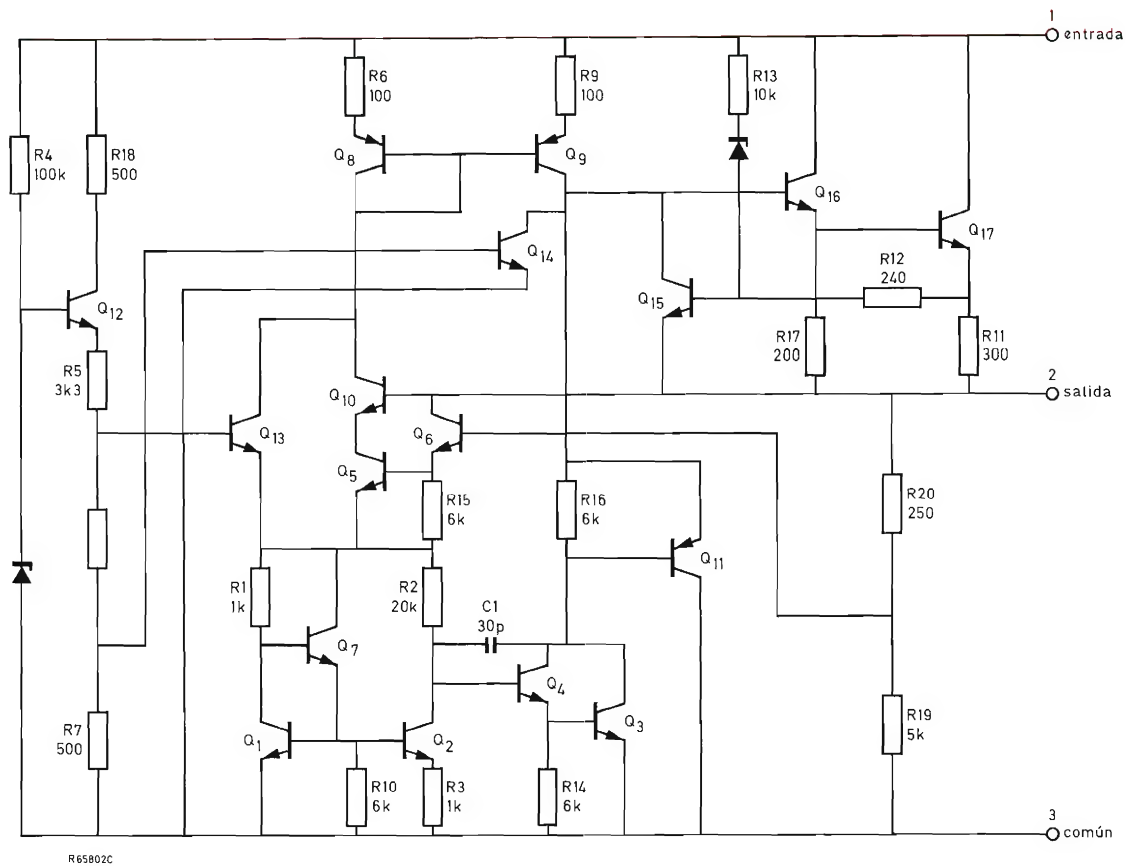 1
entrada
R6
100
R9
100
R13
10k
R4
100k
R18
500
Q8
Q9
Q16
Q17
Q14
R12
240
Q12
Q15
R17
200
R11
300
R5
3k3
2
salida
Q10
Q13
Q6
Q5
R15
6k
R16
6k
R20
250
Q11
R1
1k
R2
20k
C1
30p
Q7
Q4
R7
500
Q3
R19
5k
Q1
Q2
R10
6k
R3
1k
R14
6k
3
común
R65802C